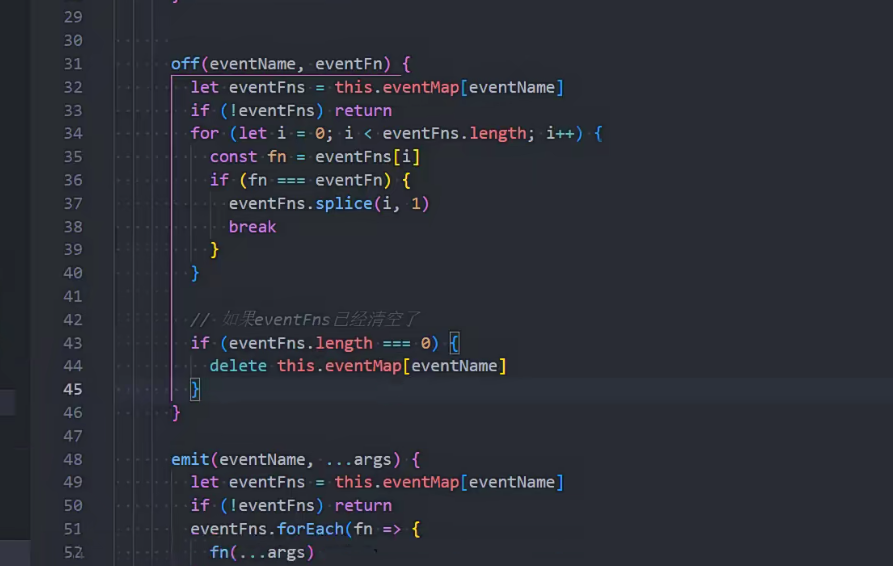 29 }
30
31 off(eventName, eventFn) {
32 let eventFns = this.eventMap[eventName]
33 if (!eventFns) return
34 for (let i = 0; i < eventFns.length; i++) {
35 const fn = eventFns[i]
36 if (fn === eventFn) {
37 eventFns.splice(i, 1)
38 break
39 }
40 }
41
42 // 如果eventFns已经清空了
43 if (eventFns.length === 0) {
44 delete this.eventMap[eventName]
45 }
46 }
47
48 emit(eventName, ...args) {
49 let eventFns = this.eventMap[eventName]
50 if (!eventFns) return
51 eventFns.forEach(fn => {
52 fn(...args)